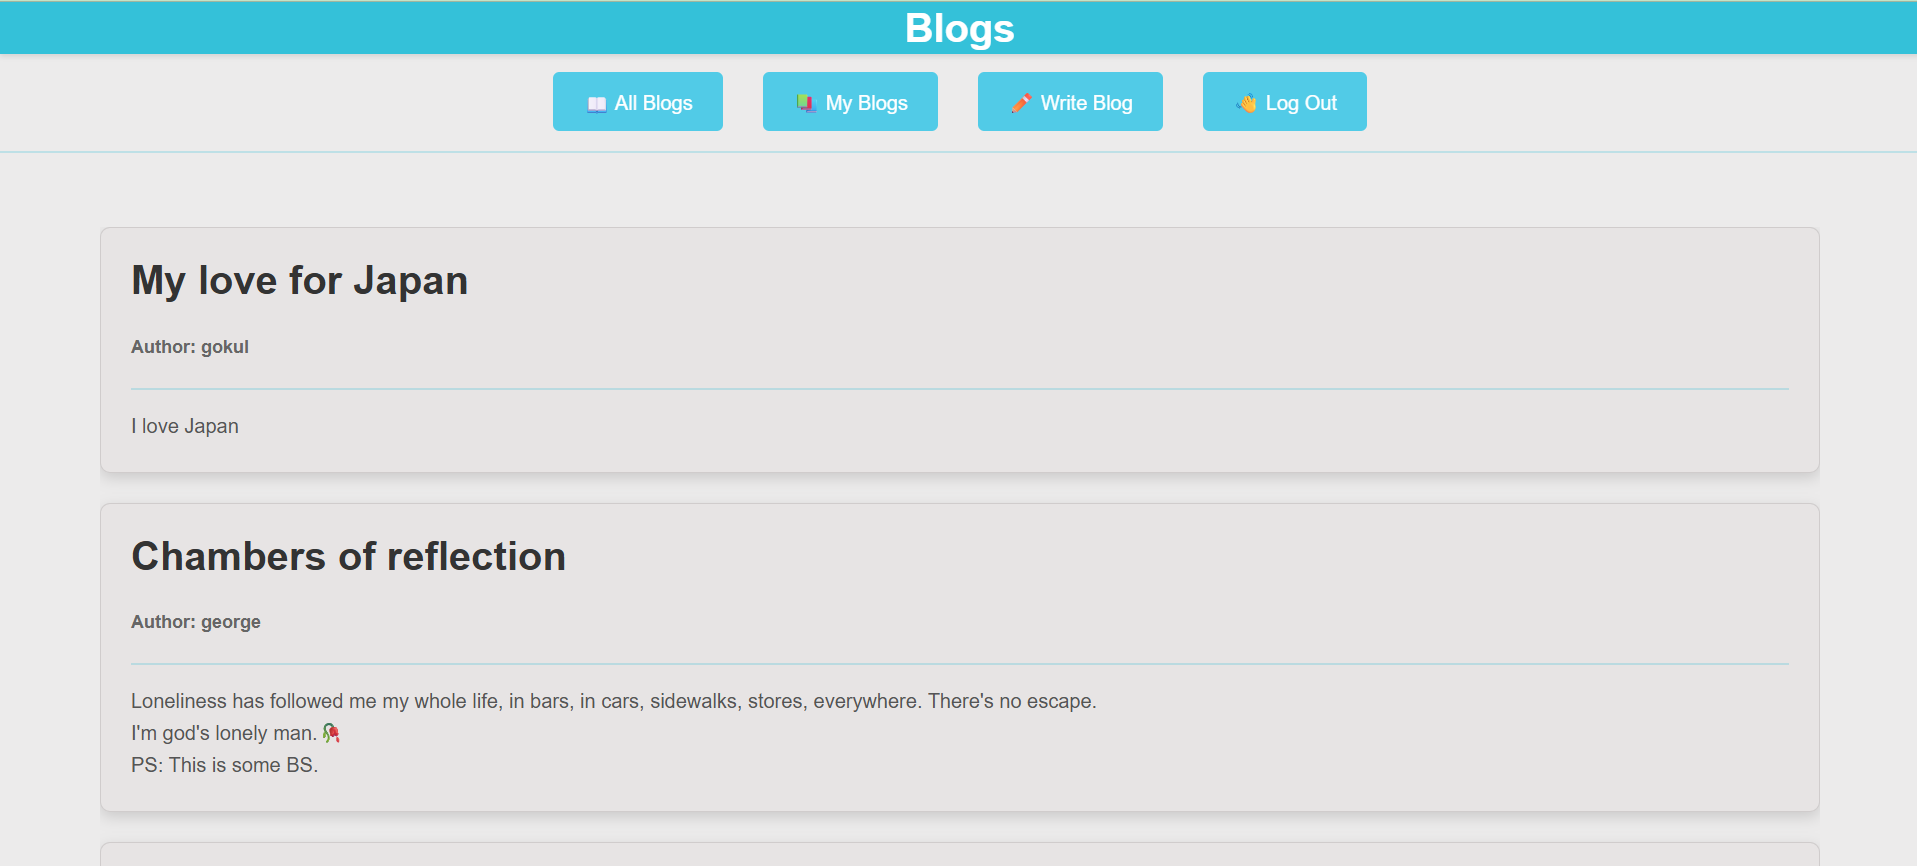 Blogs
📖 All Blogs
📚 My Blogs
✏️ Write Blog
👋 Log Out
My love for Japan
Author: gokul
I love Japan
Chambers of reflection
Author: george
Loneliness has followed me my whole life, in bars, in cars, sidewalks, stores, everywhere. There's no escape.
I'm god's lonely man.🥀
PS: This is some BS.